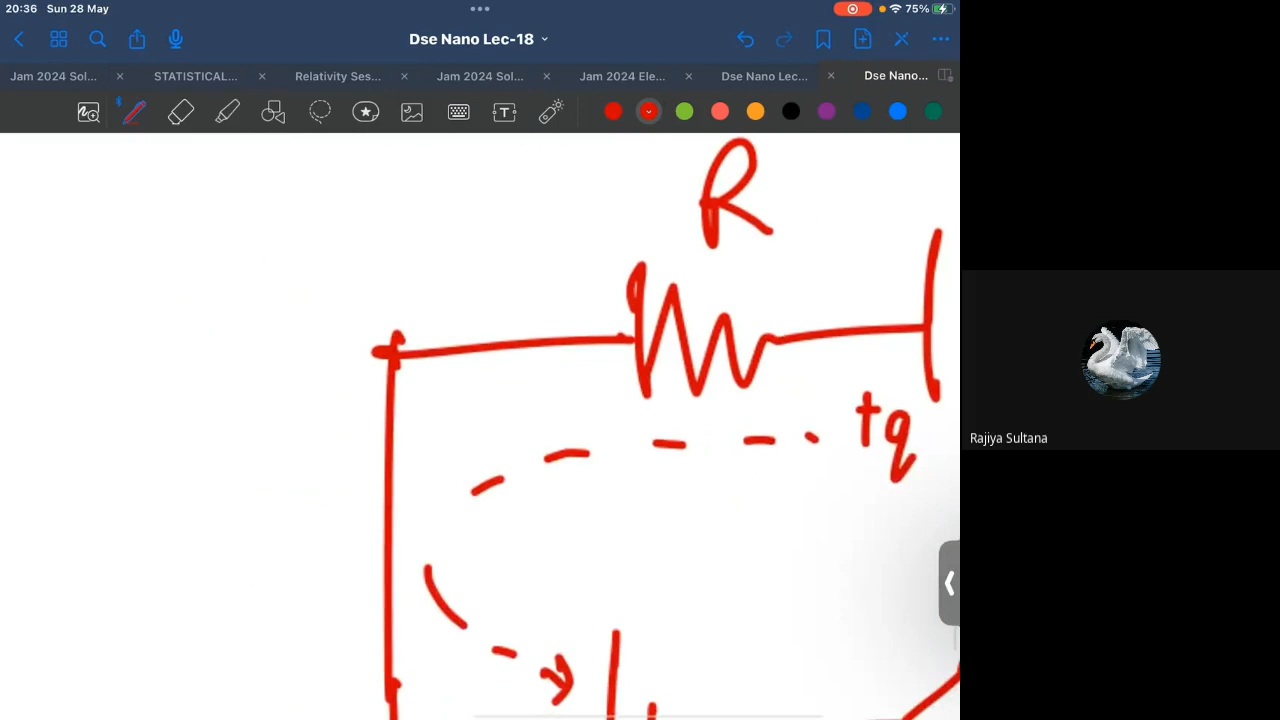 20:36 Sun 28 May
75%
Dse Nano Lec-18
Jam 2024 Sol...
STATISTICAL...
Relativity Ses...
Jam 2024 Sol...
Jam 2024 Ele...
Dse Nano Lec...
Dse Nano...
T
R
+q
Rajiya Sultana